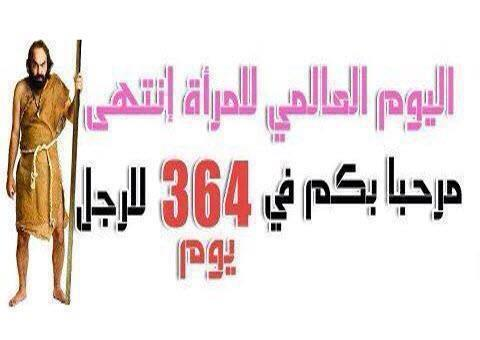 اليوم العالمي للمرأة إنتهى
مرحبا بكم في 364 للرجل
يوم